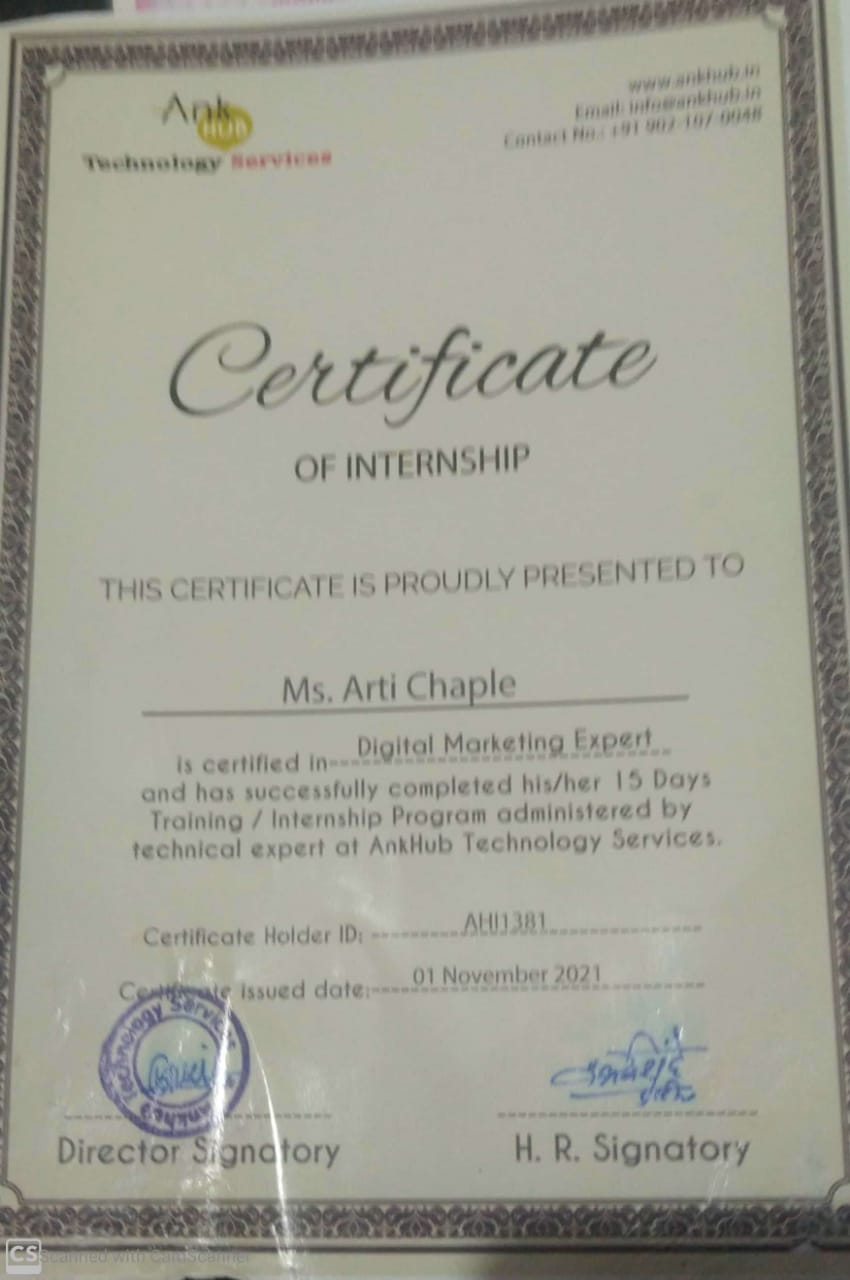 Ank
HUB
Technology Services
www.ankhub.in
Email: info@ankhub.in
Contact No.: +91 902-187-0048
Certificate
OF INTERNSHIP
THIS CERTIFICATE IS PROUDLY PRESENTED TO
Ms. Arti Chaple
is certified in---Digital Marketing Expert
and has successfully completed his/her 15 Days
Training / Internship Program administered by
technical expert at AnkHub Technology Services.
Certificate Holder ID: AHI1381
Certificate issued date: 01 November 2021
Technology Services
AnkHub
Director Signatory
H. R. Signatory
CS Scanned with CamScanner